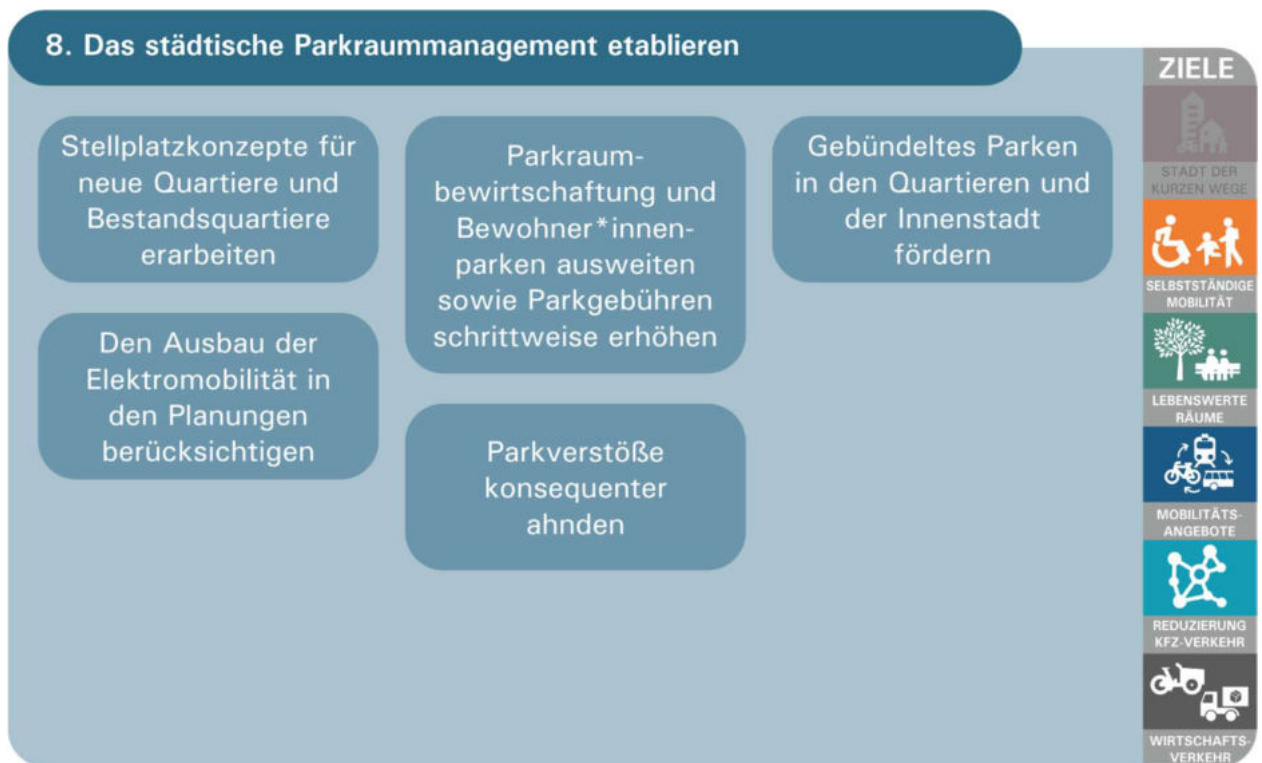 8. Das städtische Parkraummanagement etablieren
Stellplatzkonzepte für
neue Quartiere und
Bestandsquartiere
erarbeiten
Den Ausbau der
Elektromobilität in
den Planungen
berücksichtigen
Parkraum-
bewirtschaftung und
Bewohner*innen-
parken ausweiten
sowie Parkgebühren
schrittweise erhöhen
Parkverstöße
konsequenter
ahnden
Gebündeltes Parken
in den Quartieren und
der Innenstadt
fördern
ZIELE
STADT DER
KURZEN WEGE
SELBSTSTÄNDIGE
MOBILITÄT
LEBENSWERTE
RÄUME
MOBILITÄTS-
ANGEBOTE
REDUZIERUNG
KFZ-VERKEHR
WIRTSCHAFTS-
VERKEHR